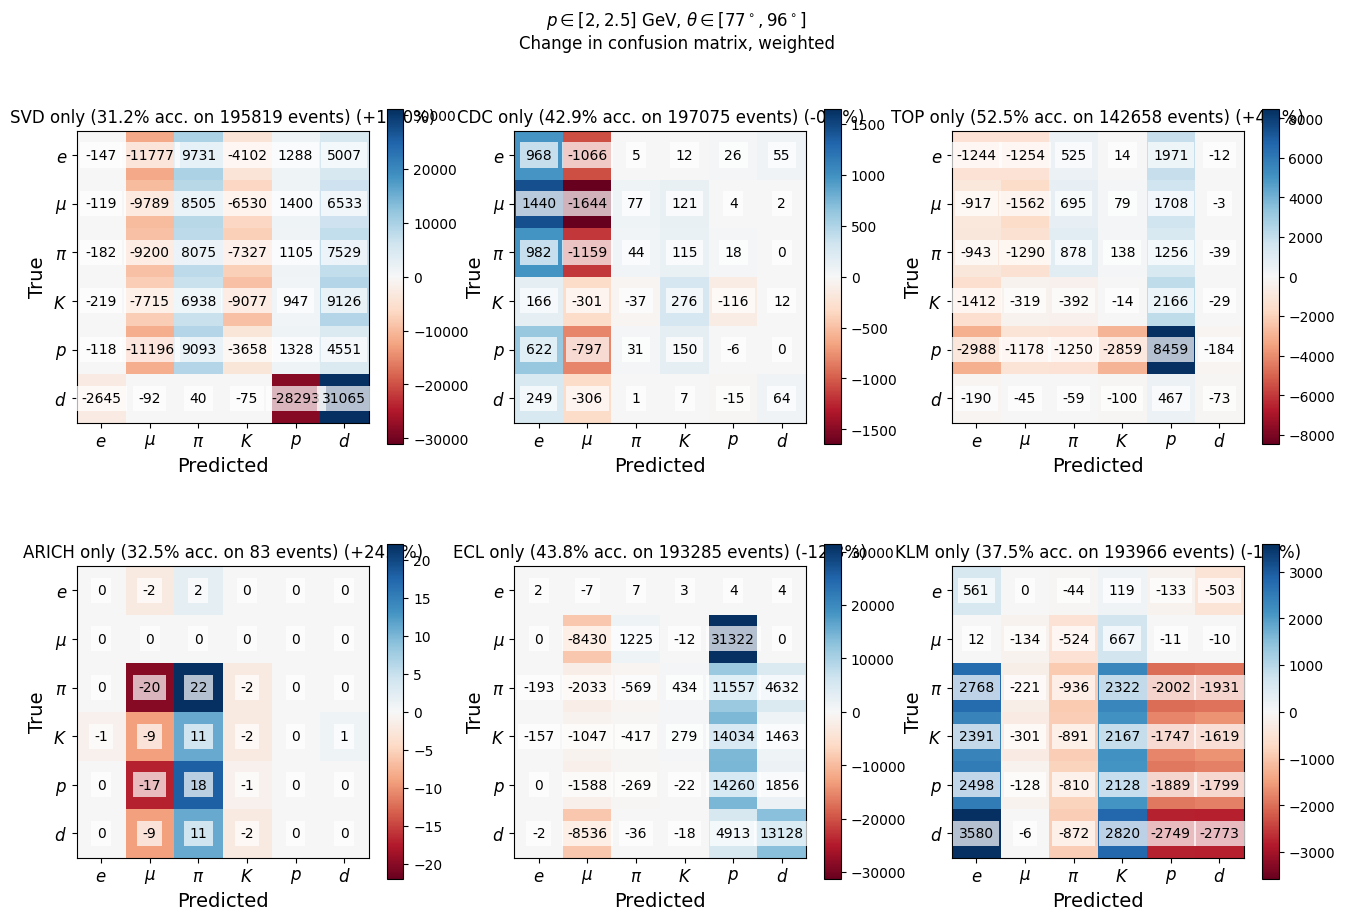 p ∈ [2, 2.5] GeV, θ ∈ [77°, 96°]
Change in confusion matrix, weighted
SVD only (31.2% acc. on 195819 events)
30000
20000
10000
0
−10000
−20000
−30000
True
e -147 -11777 9731 -4102 1288 5007
μ -119 -9789 8505 -6530 1400 6533
π -182 -9200 8075 -7327 1105 7529
K -219 -7715 6938 -9077 947 9126
p -118 -11196 9093 -3658 1328 4551
d -2645 -92 40 -75 -28293 31065
e μ π K p d
Predicted
CDC only (42.9% acc. on 197075 events)
1500
1000
500
0
−500
−1000
−1500
True
e 968 -1066 5 12 26 55
μ 1440 -1644 77 121 4 2
π 982 -1159 44 115 18 0
K 166 -301 -37 276 -116 12
p 622 -797 31 150 -6 0
d 249 -306 1 7 -15 64
e μ π K p d
Predicted
TOP only (52.5% acc. on 142658 events)
8000
6000
4000
2000
0
−2000
−4000
−6000
−8000
True
e -1244 -1254 525 14 1971 -12
μ -917 -1562 695 79 1708 -3
π -943 -1290 878 138 1256 -39
K -1412 -319 -392 -14 2166 -29
p -2988 -1178 -1250 -2859 8459 -184
d -190 -45 -59 -100 467 -73
e μ π K p d
Predicted
ARICH only (32.5% acc. on 83 events)
20
15
10
5
0
−5
−10
−15
−20
True
e 0 -2 2 0 0 0
μ 0 0 0 0 0 0
π 0 -20 22 -2 0 0
K -1 -9 11 -2 0 1
p 0 -17 18 -1 0 0
d 0 -9 11 -2 0 0
e μ π K p d
Predicted
ECL only (43.8% acc. on 193285 events)
30000
20000
10000
0
−10000
−20000
−30000
True
e 2 -7 7 3 4 4
μ 0 -8430 1225 -12 31322 0
π -193 -2033 -569 434 11557 4632
K -157 -1047 -417 279 14034 1463
p 0 -1588 -269 -22 14260 1856
d -2 -8536 -36 -18 4913 13128
e μ π K p d
Predicted
KLM only (37.5% acc. on 193966 events)
3000
2000
1000
0
−1000
−2000
−3000
True
e 561 0 -44 119 -133 -503
μ 12 -134 -524 667 -11 -10
π 2768 -221 -936 2322 -2002 -1931
K 2391 -301 -891 2167 -1747 -1619
p 2498 -128 -810 2128 -1889 -1799
d 3580 -6 -872 2820 -2749 -2773
e μ π K p d
Predicted